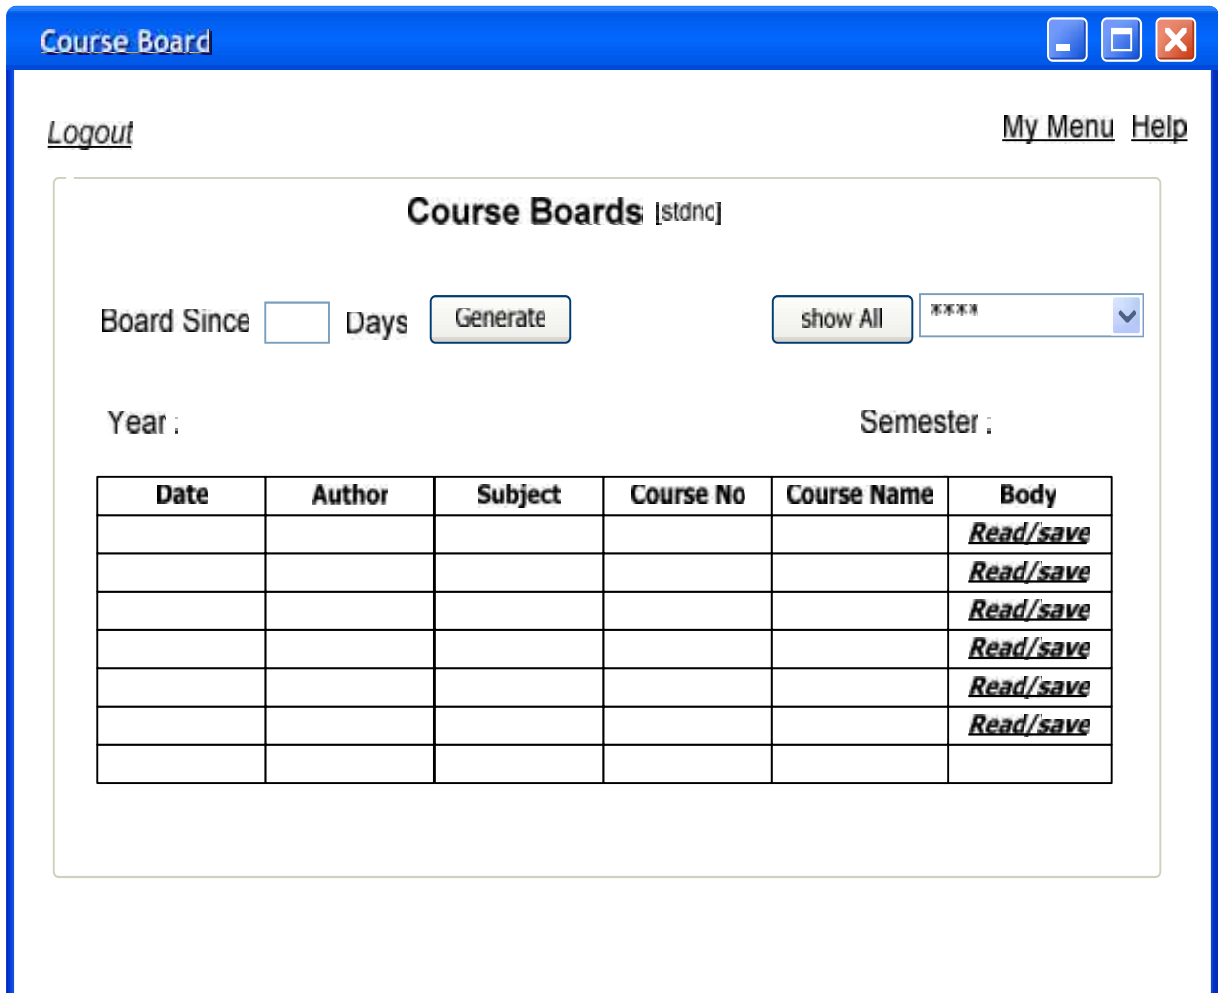 Course Board
Logout My Menu Help
Course Boards [stdno]
Board Since Days Generate show All ****
Year : Semester :
Date Author Subject Course No Course Name Body
Read/save
Read/save
Read/save
Read/save
Read/save
Read/save